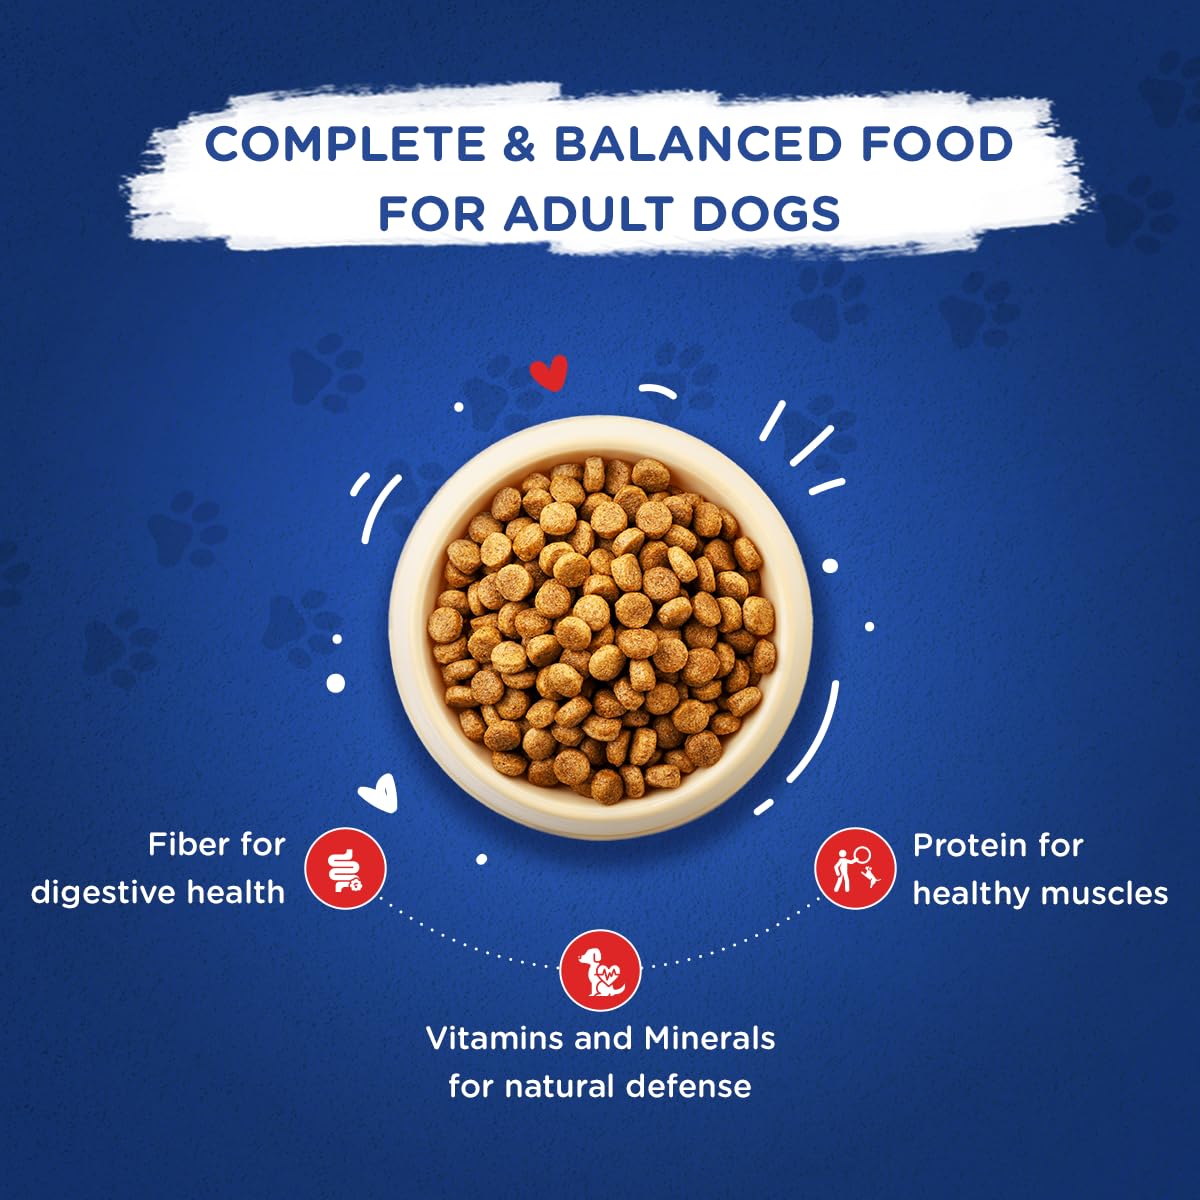 COMPLETE & BALANCED FOOD
FOR ADULT DOGS
Fiber for
digestive health
Protein for
healthy muscles
Vitamins and Minerals
for natural defense